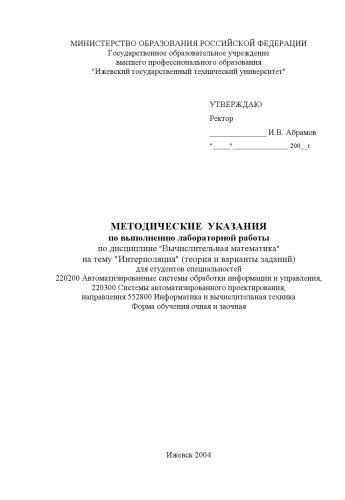 МИНИСТЕРСТВО ОБРАЗОВАНИЯ РОССИЙСКОЙ ФЕДЕРАЦИИ
Государственное образовательное учреждение
высшего профессионального образования
"Ижевский государственный технический университет"
УТВЕРЖДАЮ
Ректор
______________ И.В. Абрамов
"_____"________________ 200__г.
МЕТОДИЧЕСКИЕ УКАЗАНИЯ
по выполнению лабораторной работы
по дисциплине "Вычислительная математика"
на тему "Интерполяция" (теория и варианты заданий)
для студентов специальностей
220200 Автоматизированные системы обработки информации и управления,
220300 Системы автоматизированного проектирования,
направления 552800 Информатика и вычислительная техника
Форма обучения очная и заочная
Ижевск 2004